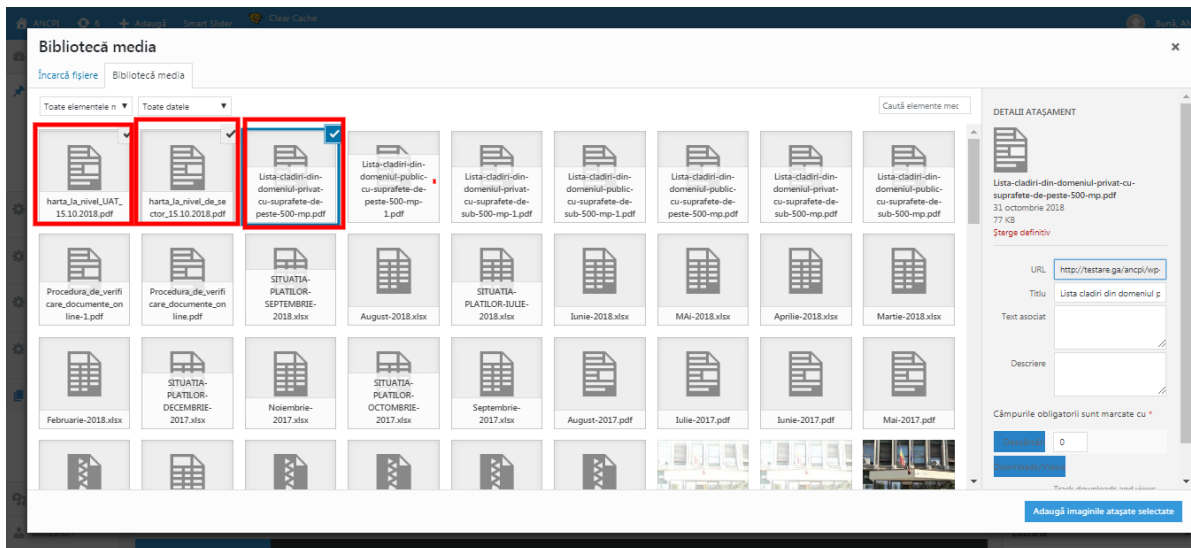 ANCPI 6 Adaugă Smart Slider Clear Cache Bună, AN
Bibliotecă media
Încarcă fișiere Bibliotecă media
Toate elementele n Toate datele Caută elemente mec
harta_la_nivel_UAT_
15.10.2018.pdf
harta_la_nivel_de_se
ctor_15.10.2018.pdf
Lista-cladiri-din-
domeniul-privat-
cu-suprafete-de-
peste-500-mp.pdf
Lista-cladiri-din-
domeniul-public-
cu-suprafete-de-
peste-500-mp-
1.pdf
Lista-cladiri-din-
domeniul-privat-
cu-suprafete-de-
sub-500-mp-1.pdf
Lista-cladiri-din-
domeniul-public-
cu-suprafete-de-
sub-500-mp-1.pdf
Lista-cladiri-din-
domeniul-public-
cu-suprafete-de-
peste-500-mp.pdf
Lista-cladiri-din-
domeniul-privat-
cu-suprafete-de-
sub-500-mp.pdf
Lista-cladiri-din-
domeniul-public-
cu-suprafete-de-
sub-500-mp.pdf
Procedura_de_verifi
care_documente_on
line-1.pdf
Procedura_de_verifi
care_documente_on
line.pdf
SITUATIA-
PLATILOR-
SEPTEMBRIE-
2018.xlsx
August-2018.xlsx
SITUATIA-
PLATILOR-IULIE-
2018.xlsx
Iunie-2018.xlsx
MAi-2018.xlsx
Aprilie-2018.xlsx
Martie-2018.xlsx
Februarie-2018.xlsx
SITUATIA-
PLATILOR-
DECEMBRIE-
2017.xlsx
Noiembrie-
2017.xlsx
SITUATIA-
PLATILOR-
OCTOMBRIE-
2017.xlsx
Septembrie-
2017.xlsx
August-2017.pdf
Iulie-2017.pdf
Iunie-2017.pdf
Mai-2017.pdf
DETALII ATAȘAMENT
Lista-cladiri-din-domeniul-privat-cu-
suprafete-de-peste-500-mp.pdf
31 octombrie 2018
77 KB
Șterge definitiv
URL http://testare.ga/ancpi/wp-
Titlu Lista cladiri din domeniul p
Text asociat
Descriere
Câmpurile obligatorii sunt marcate cu *
Descărcări 0
Downloads/Views
Track downloads and views
Adaugă imaginile atașate selectate